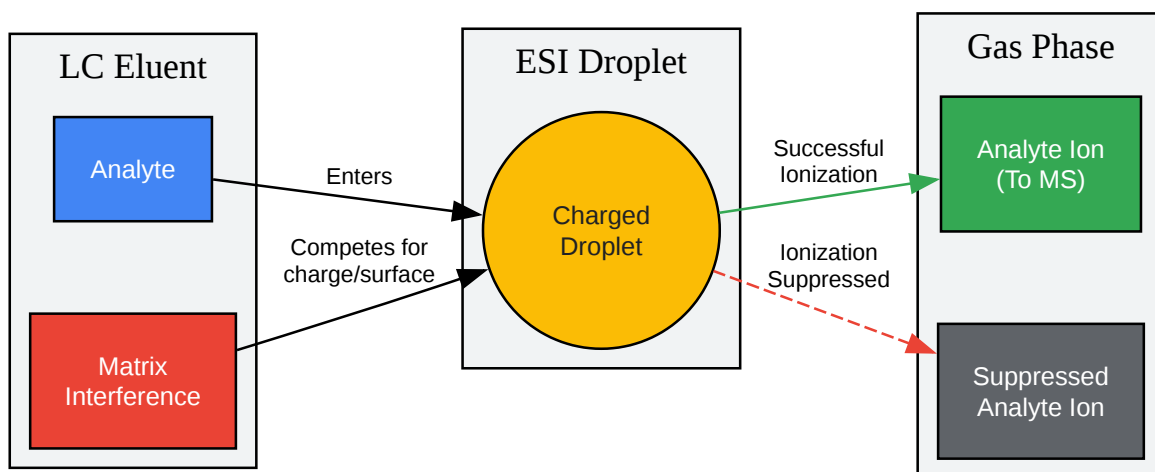 LC Eluent
Analyte
Matrix
Interference
Enters
Competes for
charge/surface
ESI Droplet
Charged
Droplet
Successful
Ionization
Ionization
Suppressed
Gas Phase
Analyte Ion
(To MS)
Suppressed
Analyte Ion